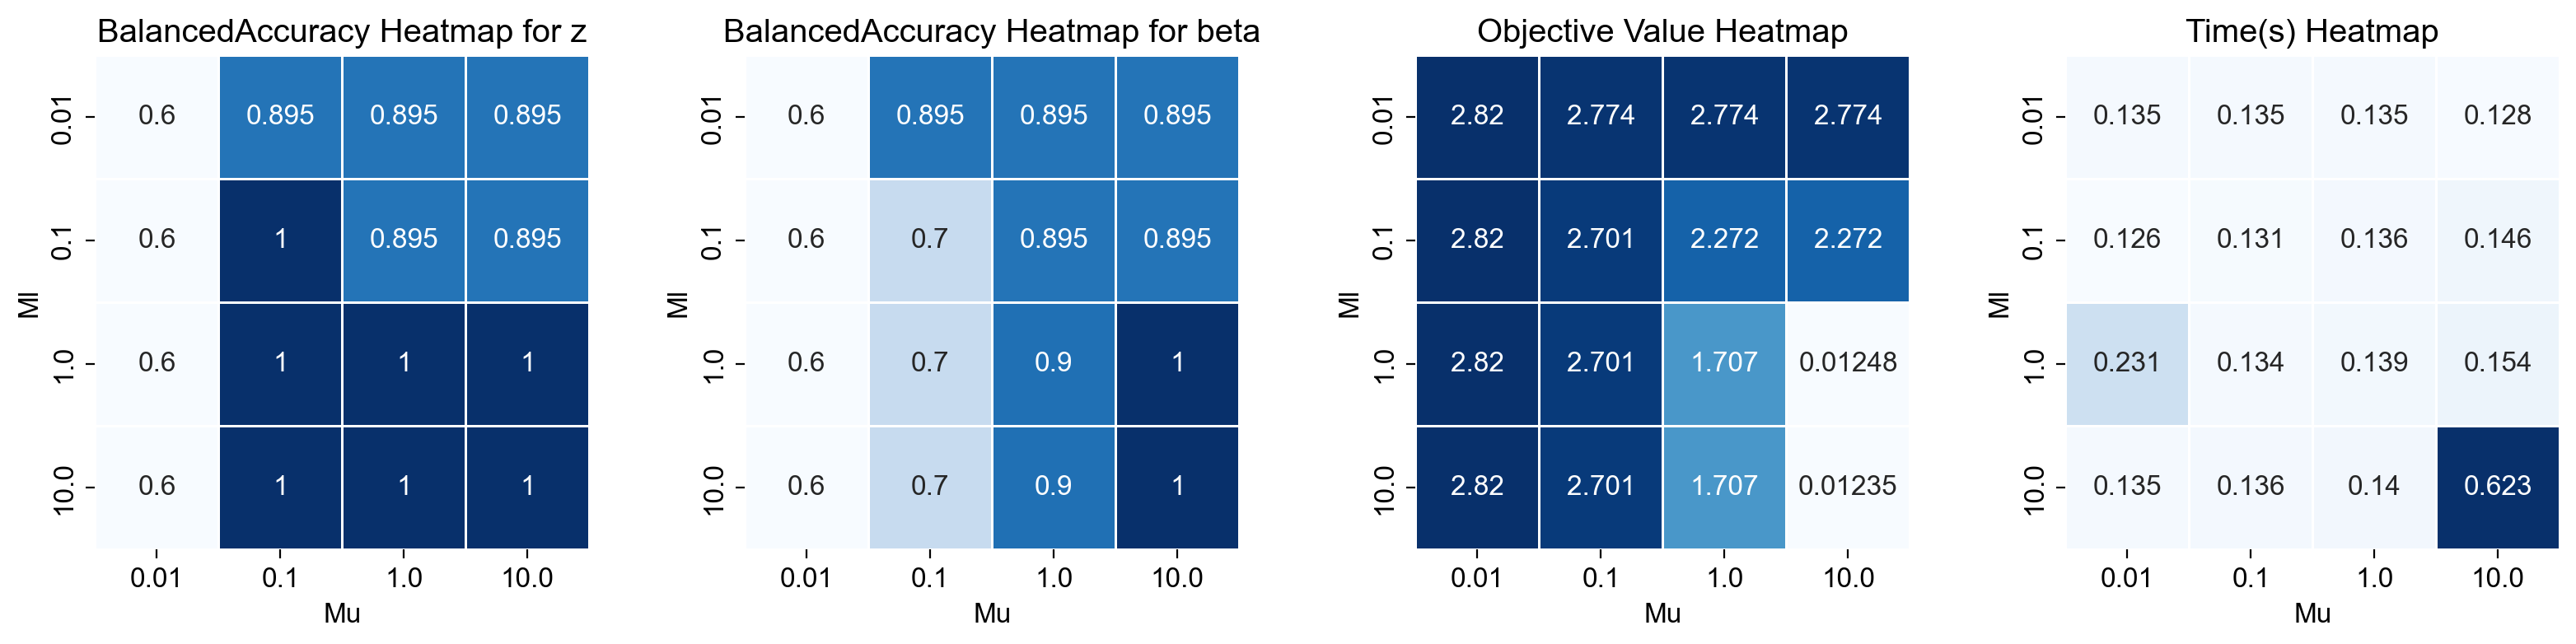 BalancedAccuracy Heatmap for z
0.01 0.6 0.895 0.895 0.895
0.1 0.6 1 0.895 0.895
Ml
1.0 0.6 1 1 1
10.0 0.6 1 1 1
0.01 0.1 1.0 10.0
Mu
BalancedAccuracy Heatmap for beta
0.01 0.6 0.895 0.895 0.895
0.1 0.6 0.7 0.895 0.895
Ml
1.0 0.6 0.7 0.9 1
10.0 0.6 0.7 0.9 1
0.01 0.1 1.0 10.0
Mu
Objective Value Heatmap
0.01 2.82 2.774 2.774 2.774
0.1 2.82 2.701 2.272 2.272
Ml
1.0 2.82 2.701 1.707 0.01248
10.0 2.82 2.701 1.707 0.01235
0.01 0.1 1.0 10.0
Mu
Time(s) Heatmap
0.01 0.135 0.135 0.135 0.128
0.1 0.126 0.131 0.136 0.146
Ml
1.0 0.231 0.134 0.139 0.154
10.0 0.135 0.136 0.14 0.623
0.01 0.1 1.0 10.0
Mu